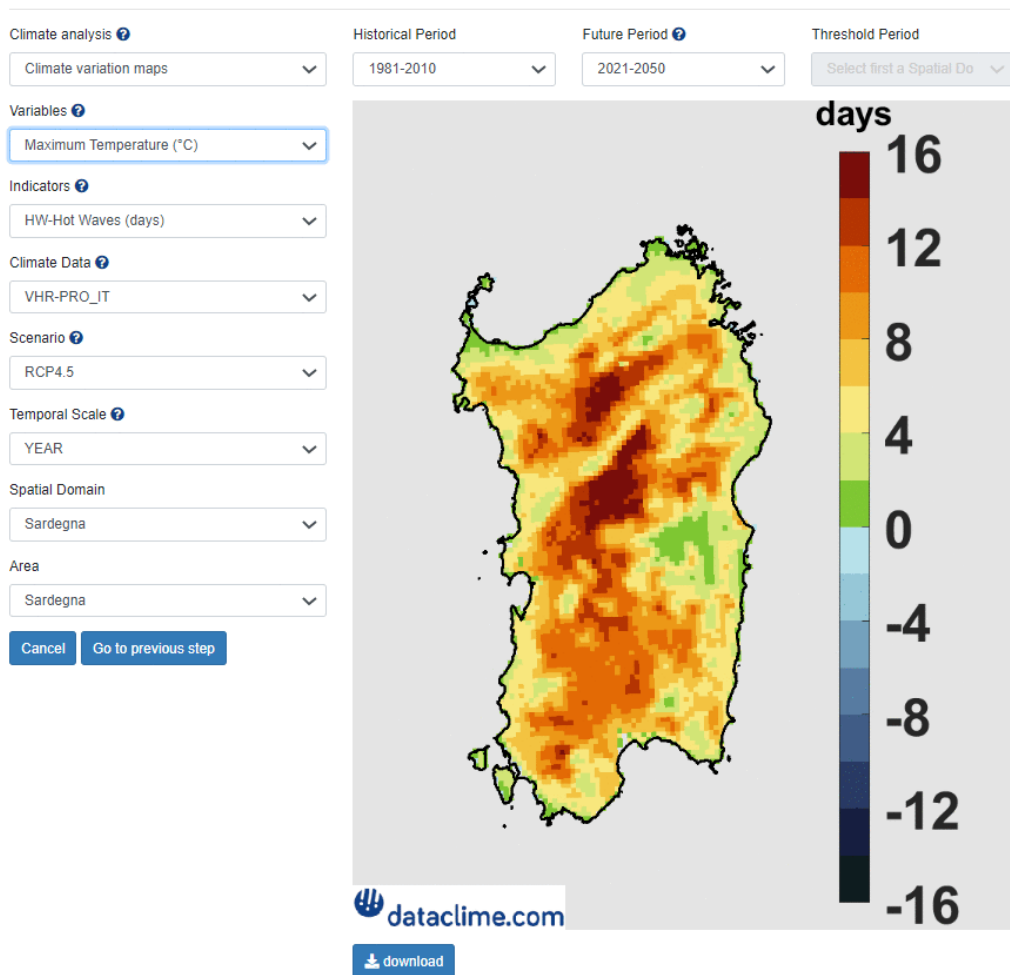 Climate analysis
Climate variation maps
Variables
Maximum Temperature (°C)
Indicators
HW-Hot Waves (days)
Climate Data
VHR-PRO_IT
Scenario
RCP4.5
Temporal Scale
YEAR
Spatial Domain
Sardegna
Area
Sardegna
Cancel
Go to previous step
Historical Period
1981-2010
Future Period
2021-2050
Threshold Period
Select first a Spatial Do
days
16
12
8
4
0
-4
-8
-12
-16
dataclime.com
download